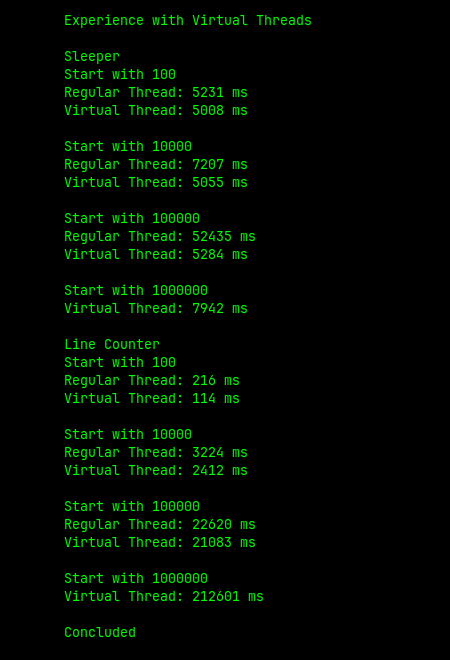 Experience with Virtual Threads
Sleeper
Start with 100
Regular Thread: 5231 ms
Virtual Thread: 5008 ms
Start with 10000
Regular Thread: 7207 ms
Virtual Thread: 5055 ms
Start with 100000
Regular Thread: 52435 ms
Virtual Thread: 5284 ms
Start with 1000000
Virtual Thread: 7942 ms
Line Counter
Start with 100
Regular Thread: 216 ms
Virtual Thread: 114 ms
Start with 10000
Regular Thread: 3224 ms
Virtual Thread: 2412 ms
Start with 100000
Regular Thread: 22620 ms
Virtual Thread: 21083 ms
Start with 1000000
Virtual Thread: 212601 ms
Concluded